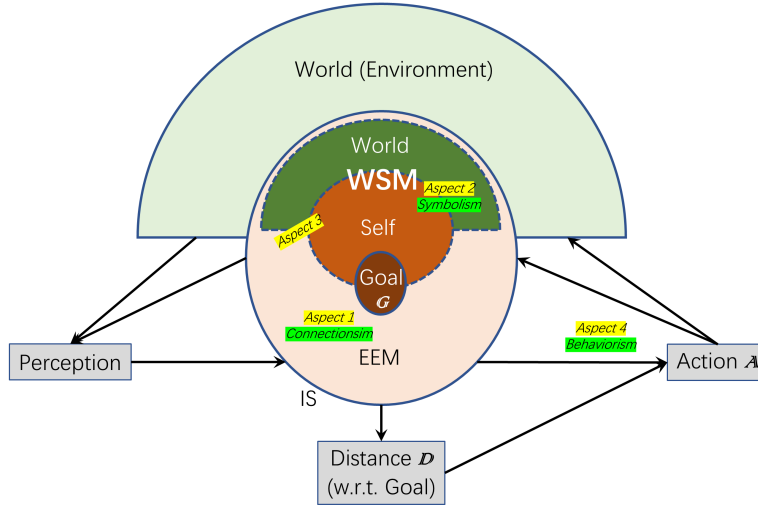 World (Environment)
World
WSM
Aspect 2
Symbolism
Aspect 3
Self
Goal
G
Aspect 1
Connectionsim
Aspect 4
Behaviorism
Perception
EEM
Action A
IS
Distance D
(w.r.t. Goal)